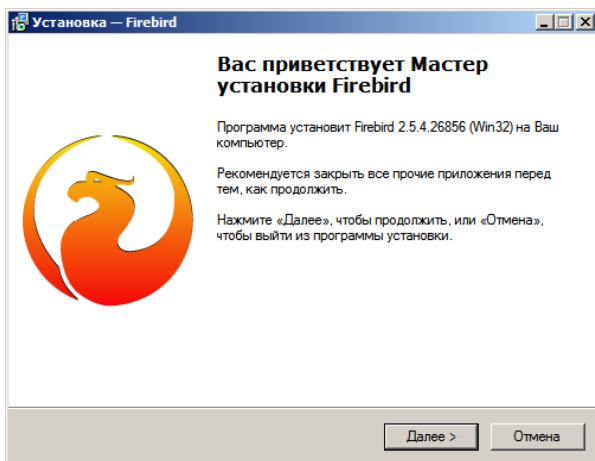 Установка — Firebird
Вас приветствует Мастер
установки Firebird
Программа установит Firebird 2.5.4.26856 (Win32) на Ваш
компьютер.
Рекомендуется закрыть все прочие приложения перед
тем, как продолжить.
Нажмите «Далее», чтобы продолжить, или «Отмена»,
чтобы выйти из программы установки.
Далее >
Отмена